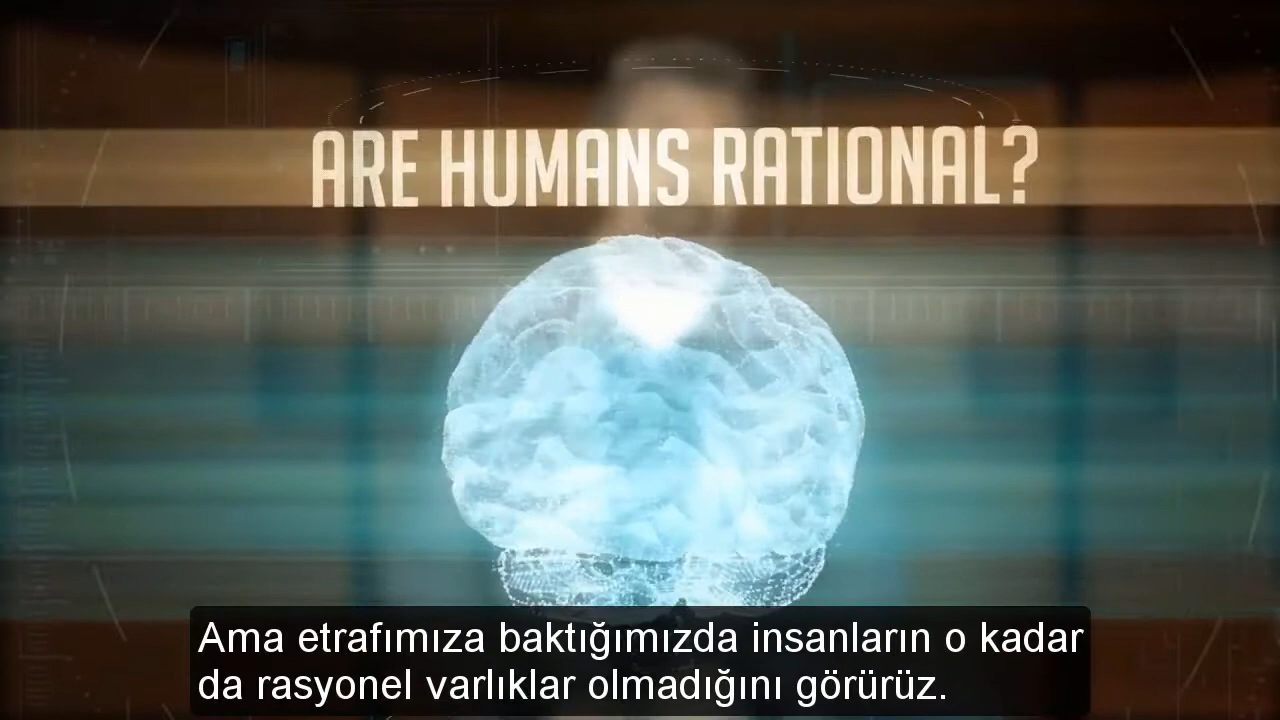 ARE HUMANS RATIONAL?
Ama etrafımıza baktığımızda insanların o kadar
da rasyonel varlıklar olmadığını görürüz.